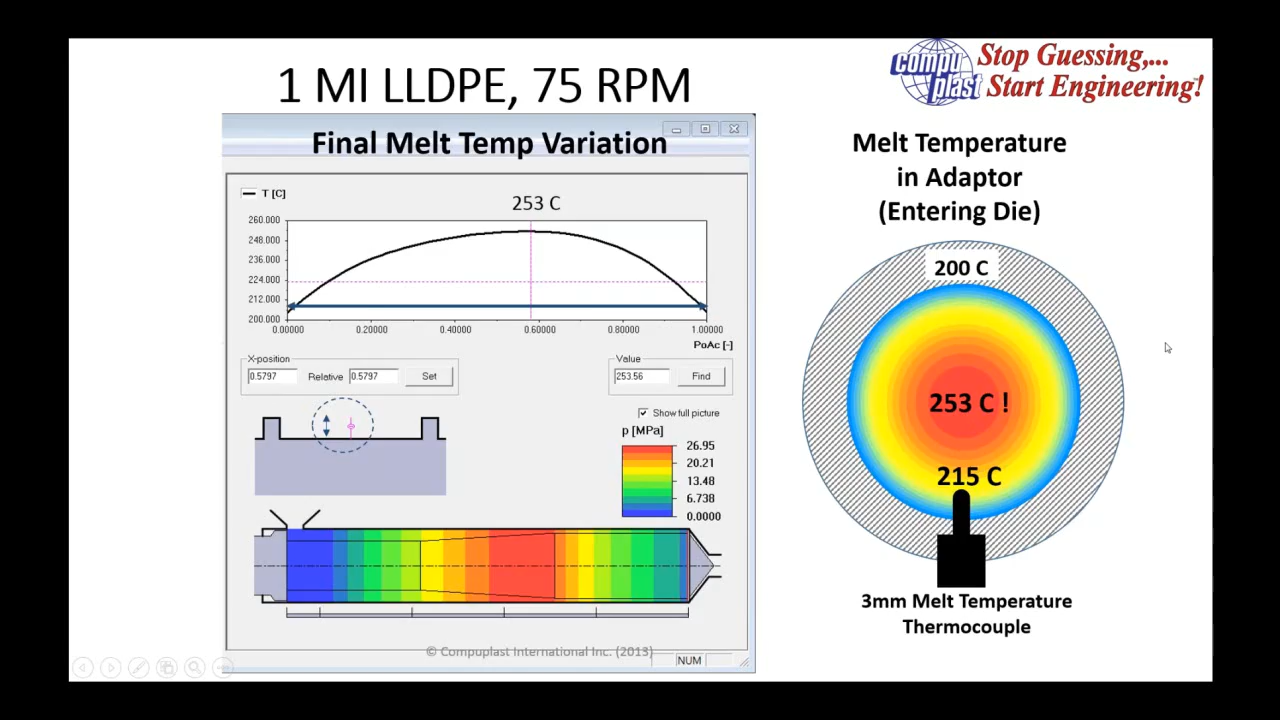 1 MI LLDPE, 75 RPM
compu
plast
Stop Guessing,...
Start Engineering!
Final Melt Temp Variation
T [C]
253 C
260.000
248.000
236.000
224.000
212.000
200.000
0.00000 0.20000 0.40000 0.60000 0.80000 1.00000
PoAc [-]
X-position
0.5797 Relative 0.5797 Set
Value
253.56 Find
Show full picture
p [MPa]
26.95
20.21
13.48
6.738
0.0000
© Compuplast International Inc. (2013)
NUM
Melt Temperature
in Adaptor
(Entering Die)
200 C
253 C !
215 C
3mm Melt Temperature
Thermocouple